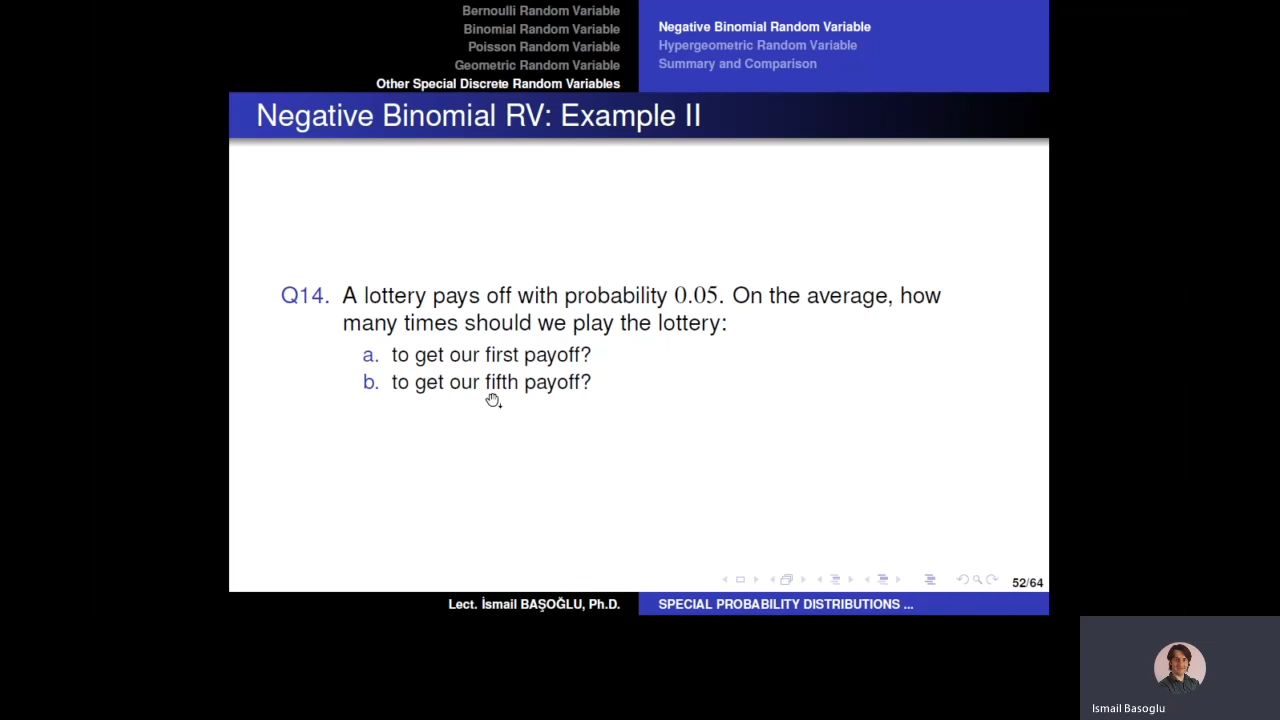 Bernoulli Random Variable
Binomial Random Variable
Poisson Random Variable
Geometric Random Variable
Other Special Discrete Random Variables
Negative Binomial Random Variable
Hypergeometric Random Variable
Summary and Comparison
Negative Binomial RV: Example II
Q14. A lottery pays off with probability 0.05. On the average, how
many times should we play the lottery:
a. to get our first payoff?
b. to get our fifth payoff?
52/64
Lect. İsmail BAŞOĞLU, Ph.D.
SPECIAL PROBABILITY DISTRIBUTIONS ...
Ismail Basoglu